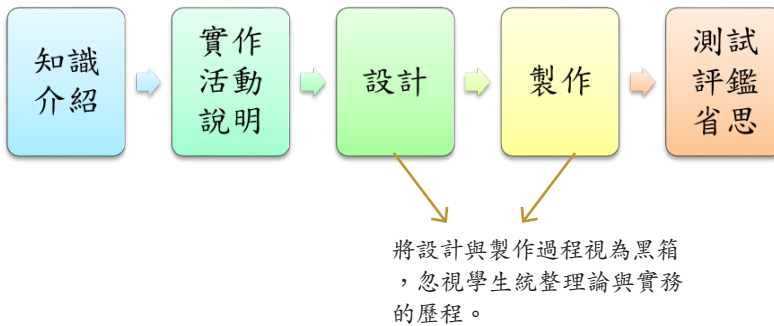 知識
介紹
實作
活動
說明
設計
製作
測試
評鑑
省思
將設計與製作過程視為黑箱
，忽視學生統整理論與實務
的歷程。